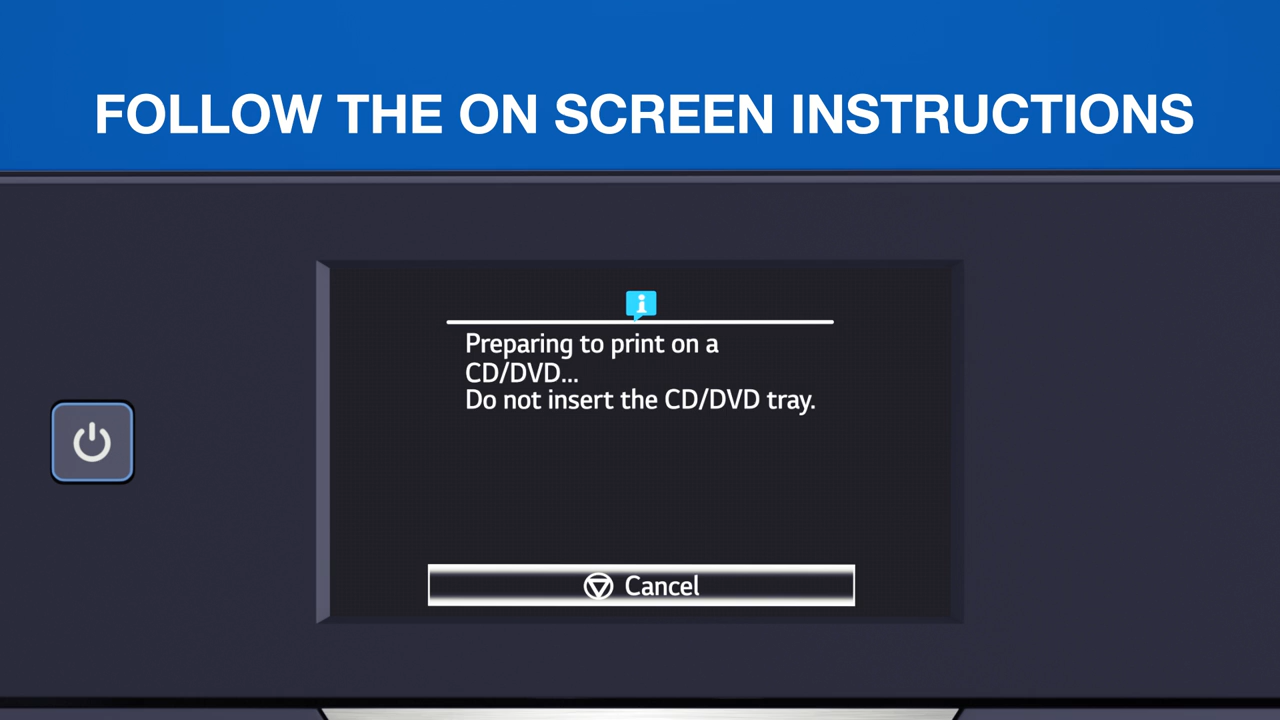 FOLLOW THE ON SCREEN INSTRUCTIONS
i
Preparing to print on a
CD/DVD...
Do not insert the CD/DVD tray.
Cancel